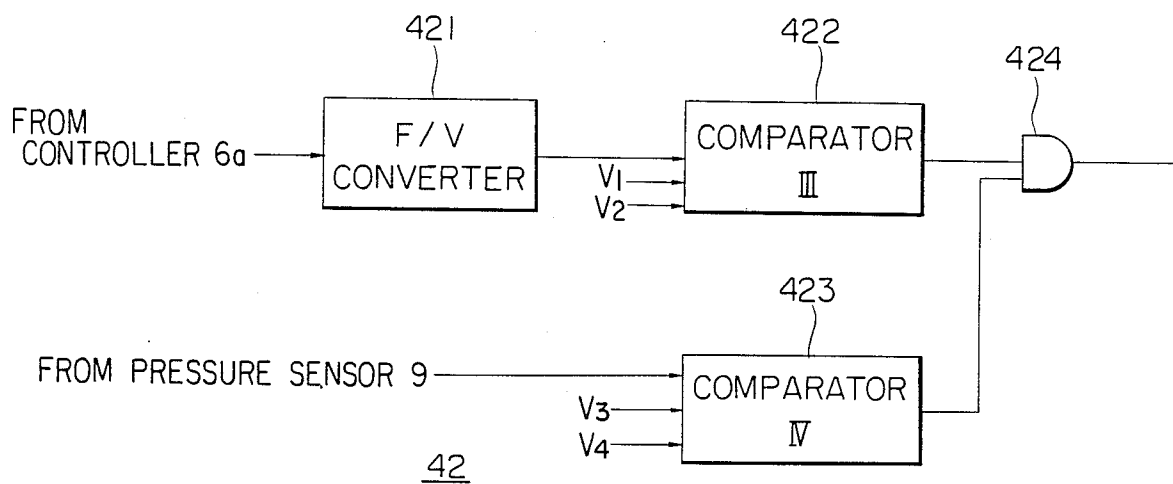 421
422
424
FROM
CONTROLLER 6a
F/V
CONVERTER
V1
V2
COMPARATOR
III
423
FROM PRESSURE SENSOR 9
V3
V4
COMPARATOR
IV
42